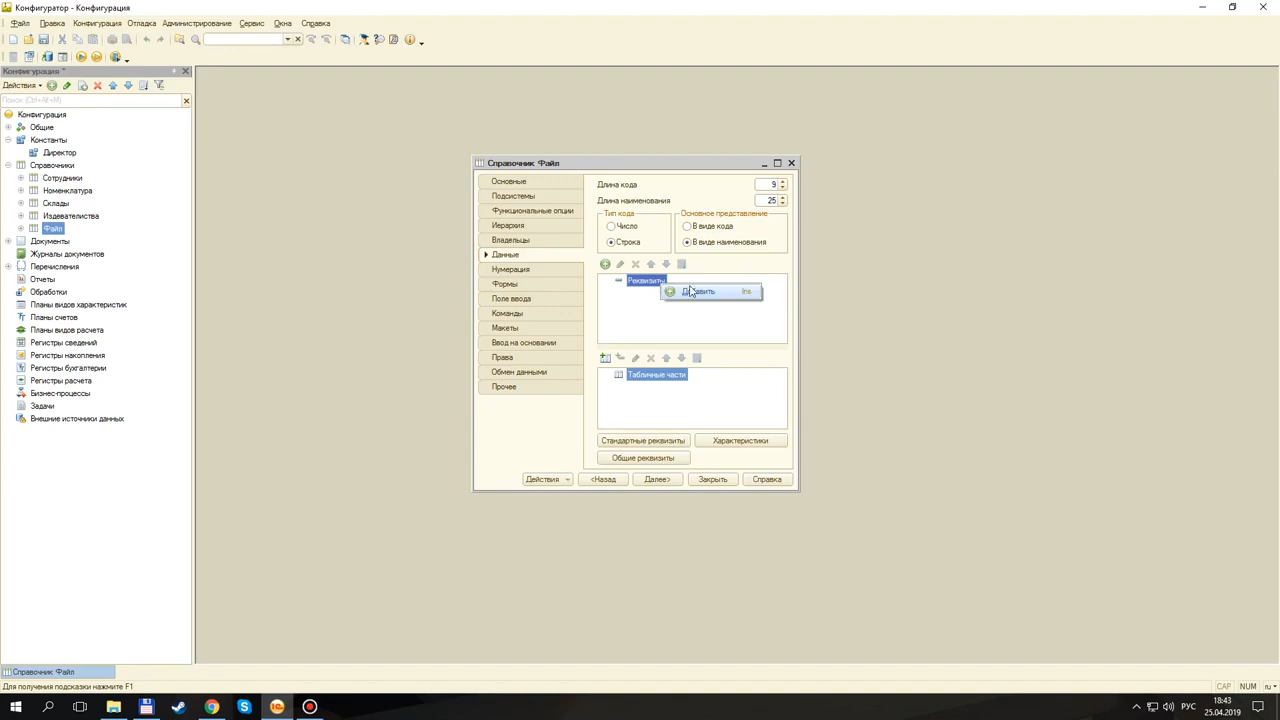 Конфигуратор - Конфигурация
Файл Правка Конфигурация Отладка Администрирование Сервис Окна Справка
Конфигурация *
Действия
Поиск (Ctrl+Alt+M)
Конфигурация
Общие
Константы
Директор
Справочники
Сотрудники
Номенклатура
Склады
Издевателиства
Файл
Документы
Журналы документов
Перечисления
Отчеты
Обработки
Планы видов характеристик
Планы счетов
Планы видов расчета
Регистры сведений
Регистры накопления
Регистры бухгалтерии
Регистры расчета
Бизнес-процессы
Задачи
Внешние источники данных
Справочник Файл
Основные
Подсистемы
Функциональные опции
Иерархия
Владельцы
Данные
Нумерация
Формы
Поле ввода
Команды
Макеты
Ввод на основании
Права
Обмен данными
Прочее
Длина кода 9
Длина наименования 25
Тип кода
Число
Строка
Основное представление
В виде кода
В виде наименования
Реквизиты
Добавить Ins
Табличные части
Стандартные реквизиты Характеристики
Общие реквизиты
Действия <Назад Далее> Закрыть Справка
Справочник Файл
Для получения подсказки нажмите F1
CAP NUM ru
РУС
18:43
25.04.2019